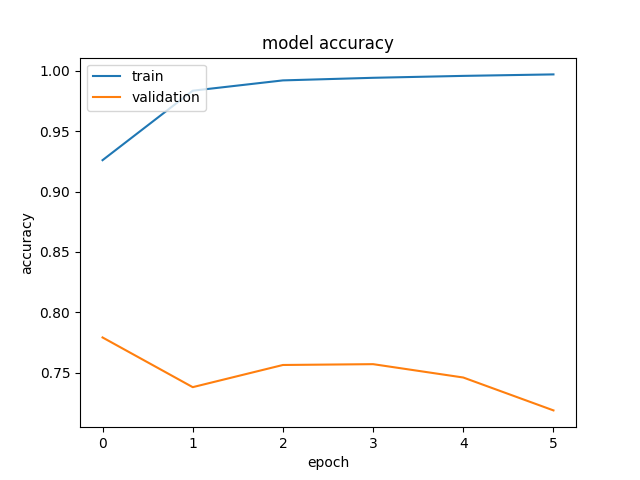 model accuracy
train
validation
1.00
0.95
0.90
0.85
0.80
0.75
accuracy
0 1 2 3 4 5
epoch